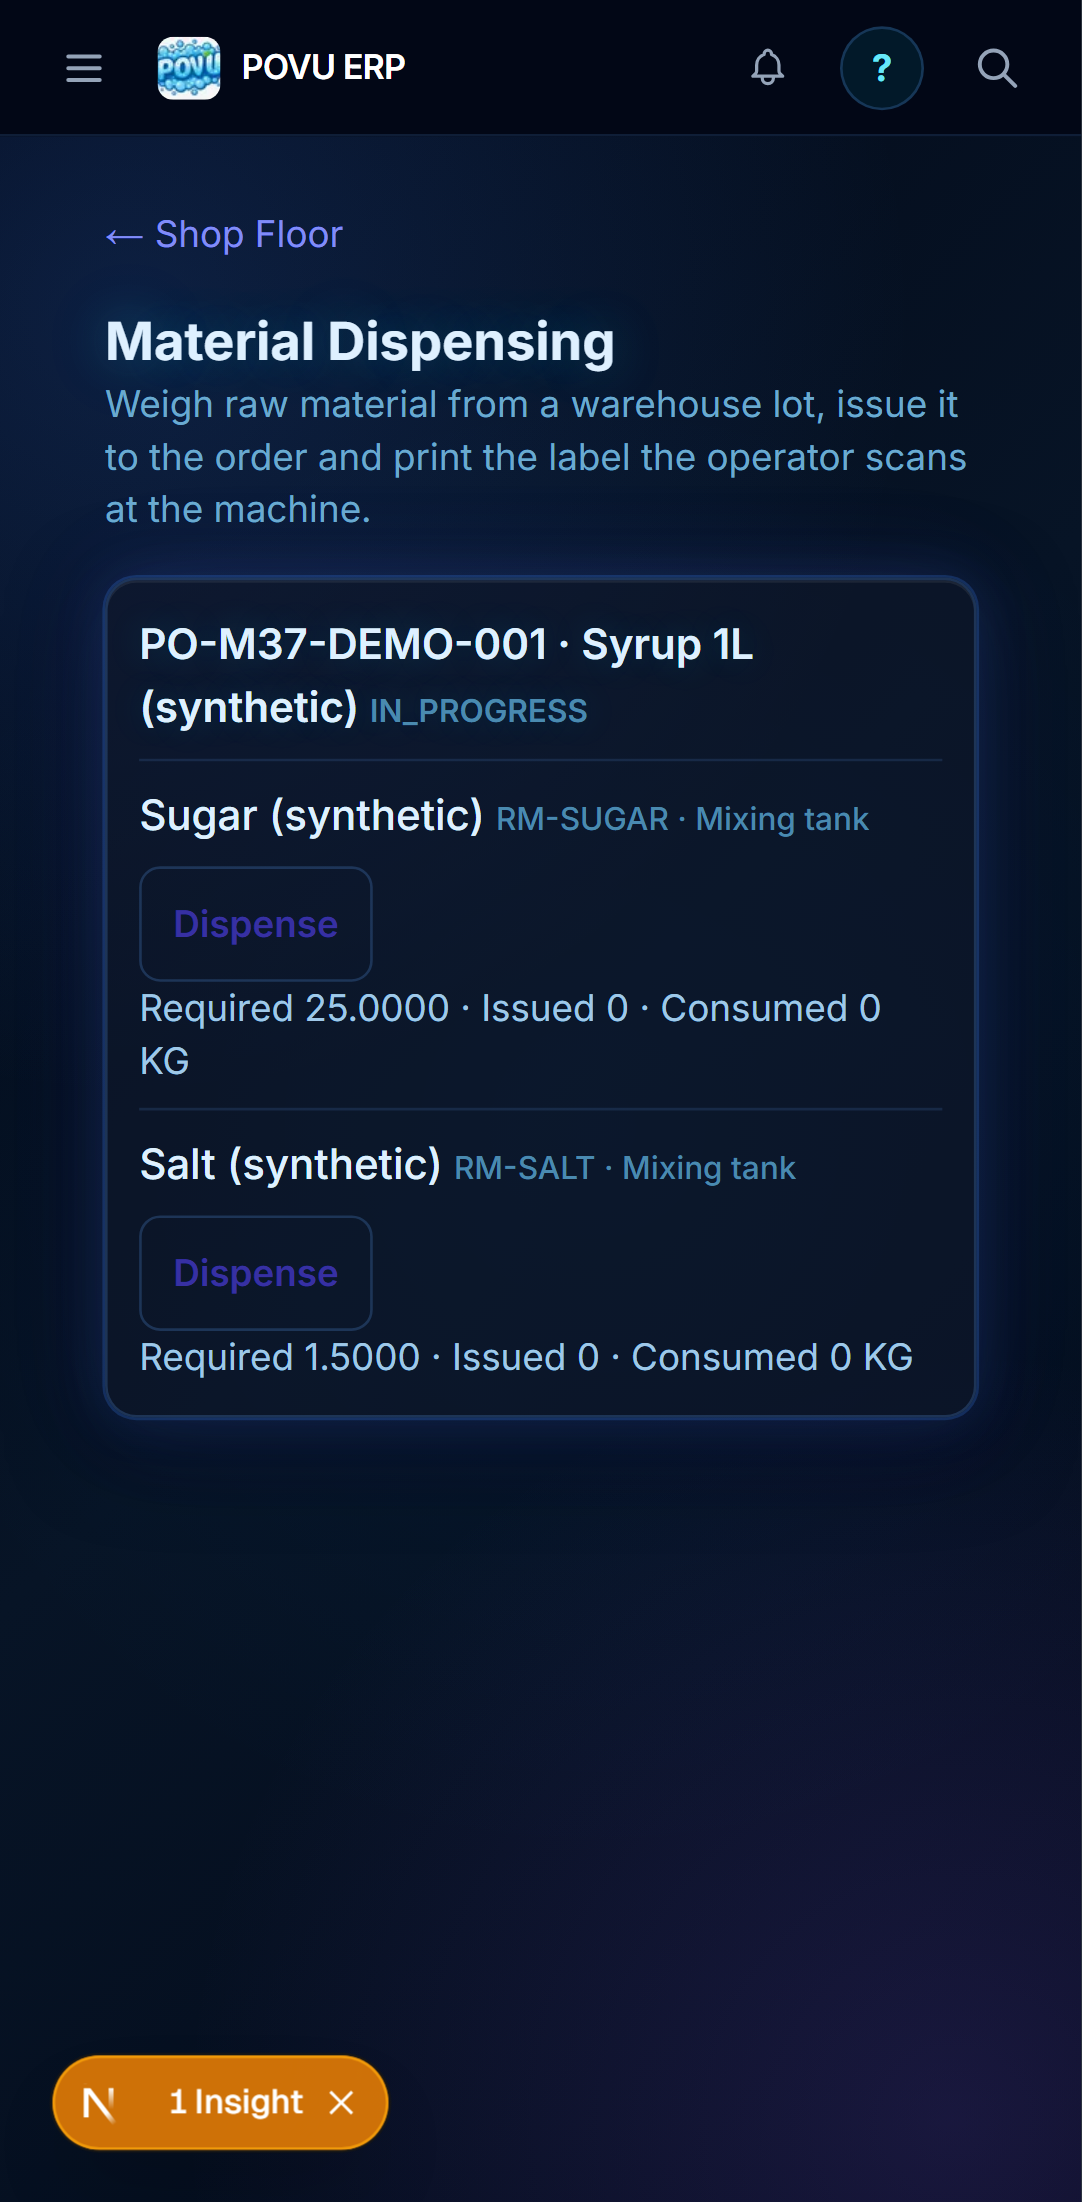 POVU
POVU ERP
?
← Shop Floor
Material Dispensing
Weigh raw material from a warehouse lot, issue it
to the order and print the label the operator scans
at the machine.
PO-M37-DEMO-001 · Syrup 1L
(synthetic) IN_PROGRESS
Sugar (synthetic) RM-SUGAR · Mixing tank
Dispense
Required 25.0000 · Issued 0 · Consumed 0
KG
Salt (synthetic) RM-SALT · Mixing tank
Dispense
Required 1.5000 · Issued 0 · Consumed 0 KG
N 1 Insight ×